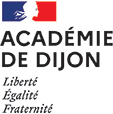 ACADÉMIE
DE DIJON
Liberté
Égalité
Fraternité